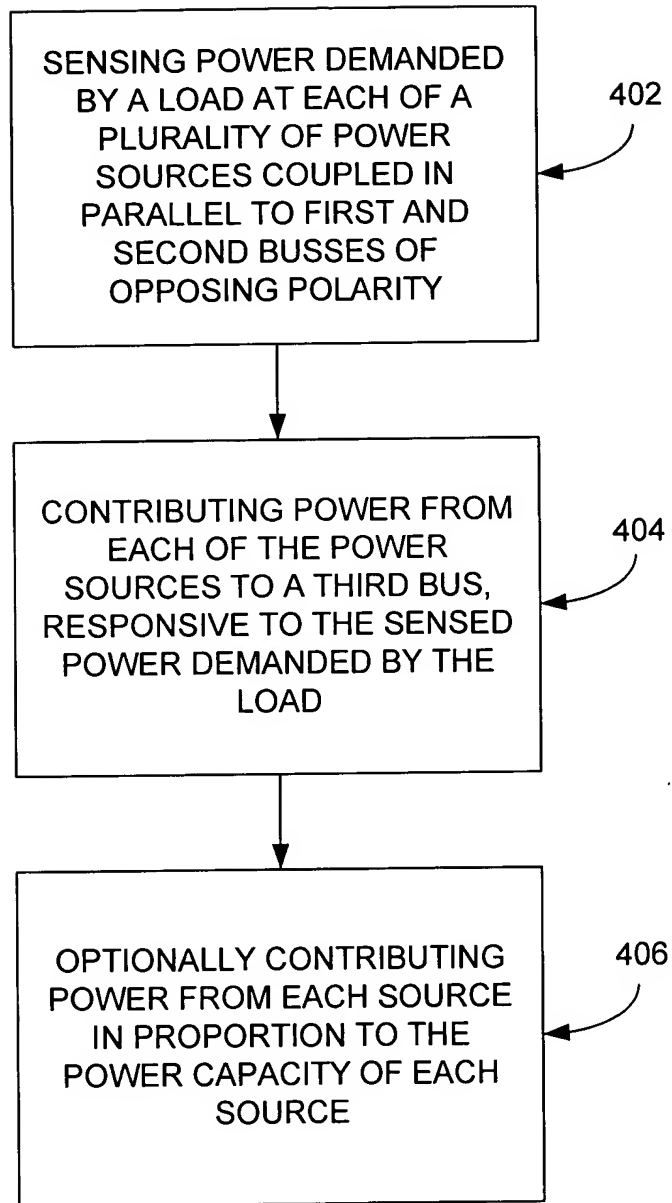 SENSING POWER DEMANDED
BY A LOAD AT EACH OF A
PLURALITY OF POWER
SOURCES COUPLED IN
PARALLEL TO FIRST AND
SECOND BUSSES OF
OPPOSING POLARITY
402
CONTRIBUTING POWER FROM
EACH OF THE POWER
SOURCES TO A THIRD BUS,
RESPONSIVE TO THE SENSED
POWER DEMANDED BY THE
LOAD
404
OPTIONALLY CONTRIBUTING
POWER FROM EACH SOURCE
IN PROPORTION TO THE
POWER CAPACITY OF EACH
SOURCE
406